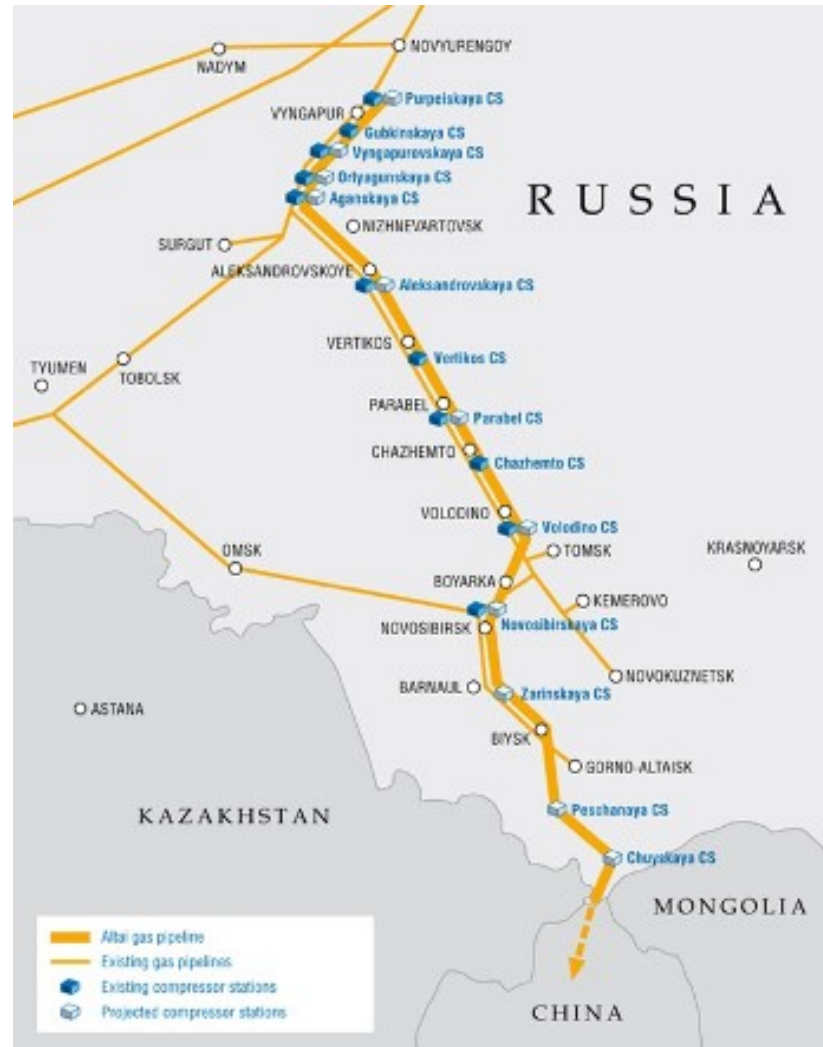 NOVYURENGOY
NADYM
Purpeiskaya CS
VYNGAPUR
Gubkinskaya CS
Vyngapurovskaya CS
Ortyagunskaya CS
Aganskaya CS
RUSSIA
NIZHNEVARTOVSK
SURGUT
ALEKSANDROVSKOYE
Aleksandrovskaya CS
VERTIKOS
Vertikos CS
TYUMEN
TOBOLSK
PARABEL
Parabel CS
CHAZHEMTO
Chazhemto CS
VOLODINO
Volodino CS
OMSK
TOMSK
KRASNOYARSK
BOYARKA
KEMEROVO
NOVOSIBIRSK
Novosibirskaya CS
NOVOKUZNETSK
BARNAUL
Zarinskaya CS
ASTANA
BIYSK
GORNO-ALTAISK
KAZAKHSTAN
Peschanaya CS
Chuyakaya CS
MONGOLIA
Altai gas pipeline
Existing gas pipelines
Existing compressor stations
Projected compressor stations
CHINA